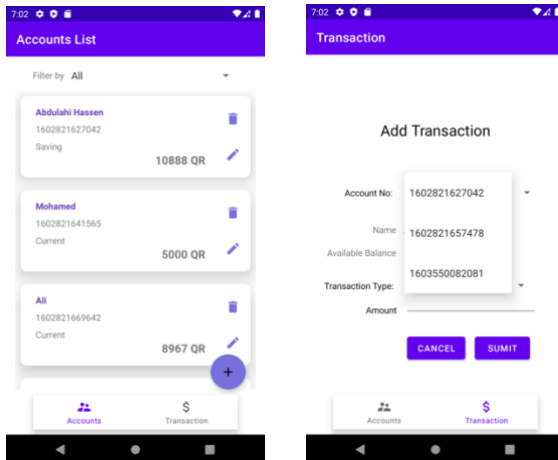 7:02
Accounts List
Filter by All
Abdulahi Hassen
1602821627042
Saving
10888 QR
Mohamed
1602821641565
Current
5000 QR
Ali
1602821669642
Current
8967 QR
+
Accounts
$
Transaction
7:02
Transaction
Add Transaction
Account No:
1602821627042
Name
1602821657478
Available Balance
1603550082081
Transaction Type:
Amount
CANCEL
SUMIT
Accounts
$
Transaction